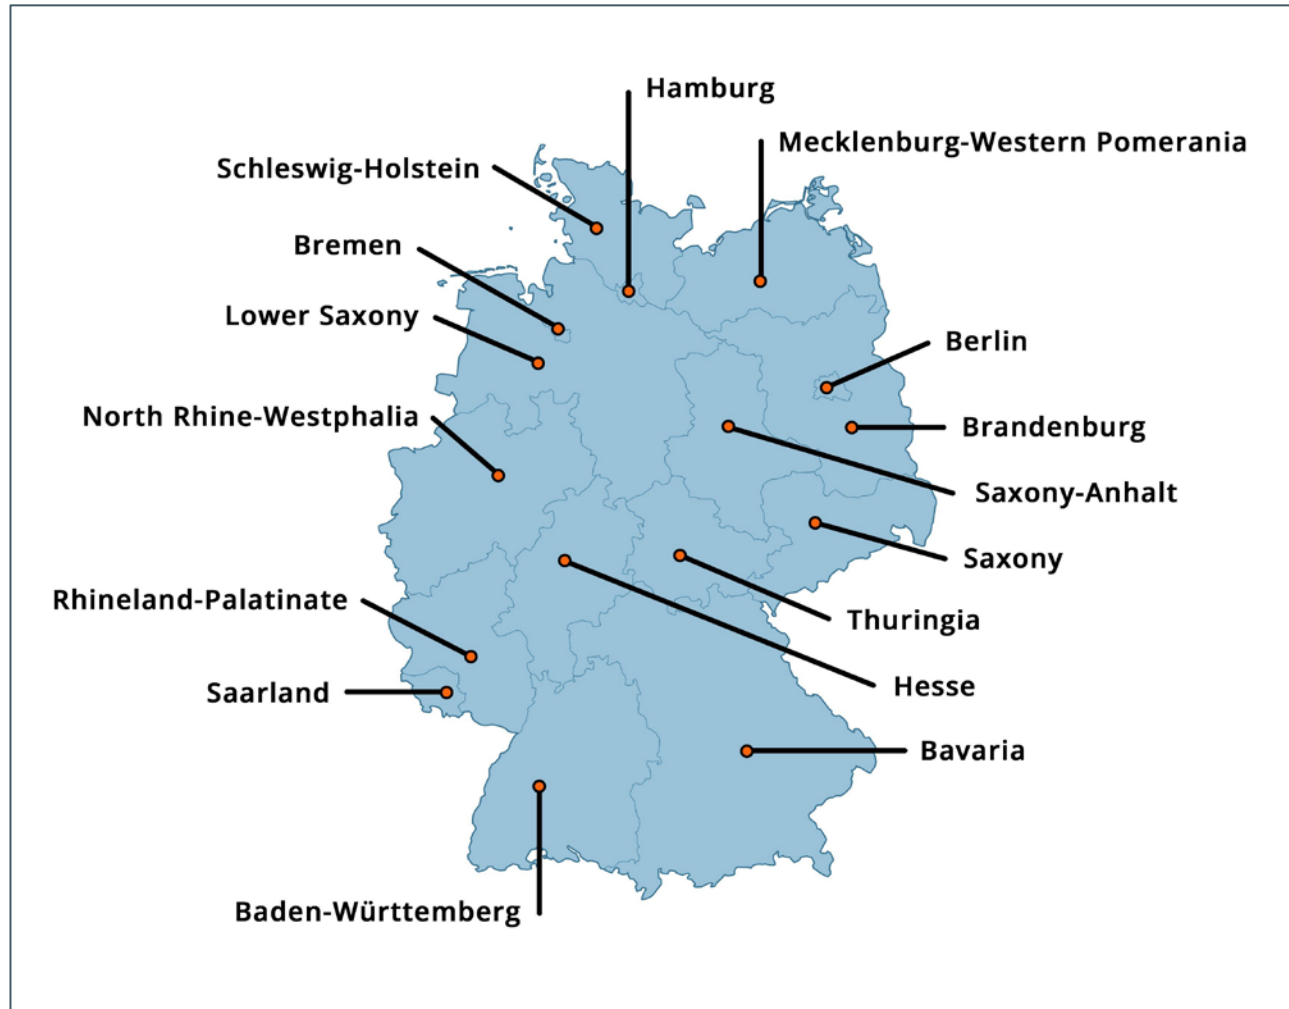 Hamburg
Mecklenburg-Western Pomerania
Schleswig-Holstein
Bremen
Lower Saxony
Berlin
North Rhine-Westphalia
Brandenburg
Saxony-Anhalt
Saxony
Rhineland-Palatinate
Thuringia
Saarland
Hesse
Bavaria
Baden-Württemberg